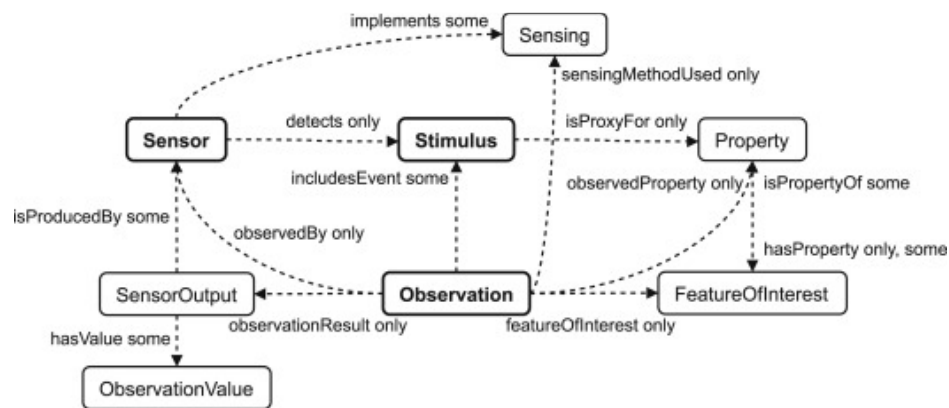 implements some
Sensing
sensingMethodUsed only
Sensor
detects only
Stimulus
isProxyFor only
Property
includesEvent some
observedProperty only
isPropertyOf some
isProducedBy some
observedBy only
hasProperty only, some
SensorOutput
Observation
FeatureOfInterest
observationResult only
featureOfInterest only
hasValue some
ObservationValue